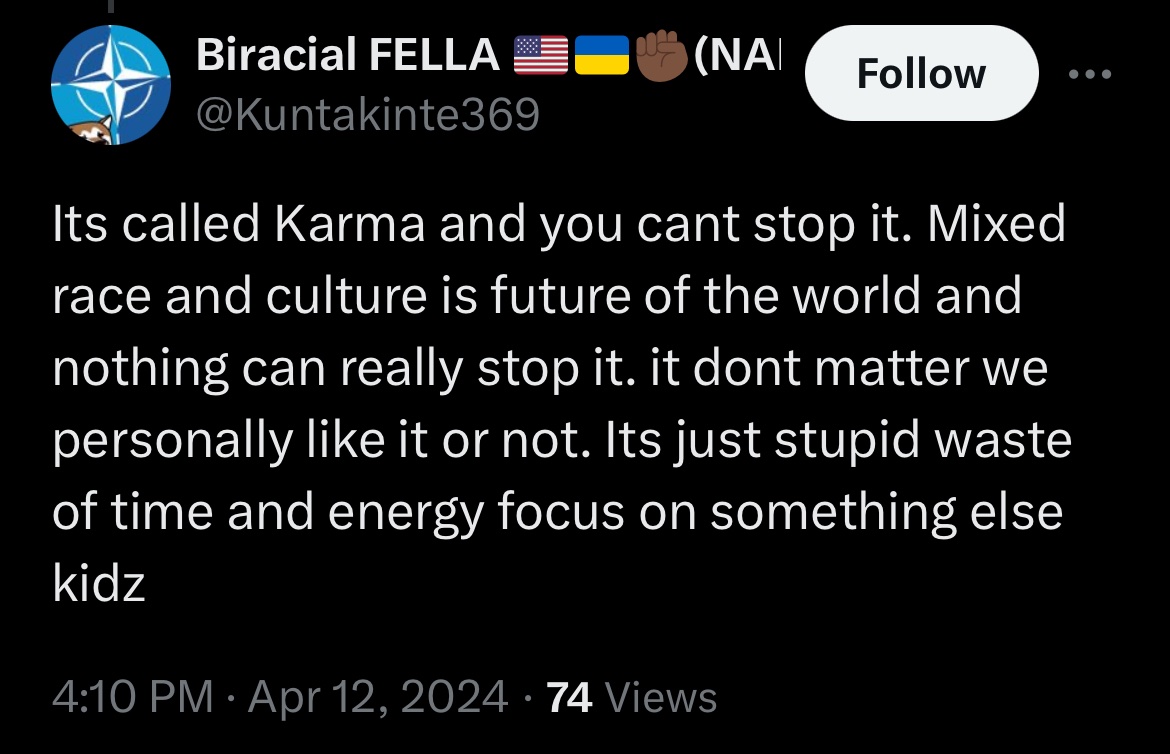 Biracial FELLA 🇺🇸🇺🇦✊🏾(NA
Follow
@Kuntakinte369
Its called Karma and you cant stop it. Mixed
race and culture is future of the world and
nothing can really stop it. it dont matter we
personally like it or not. Its just stupid waste
of time and energy focus on something else
kidz
4:10 PM · Apr 12, 2024 · 74 Views